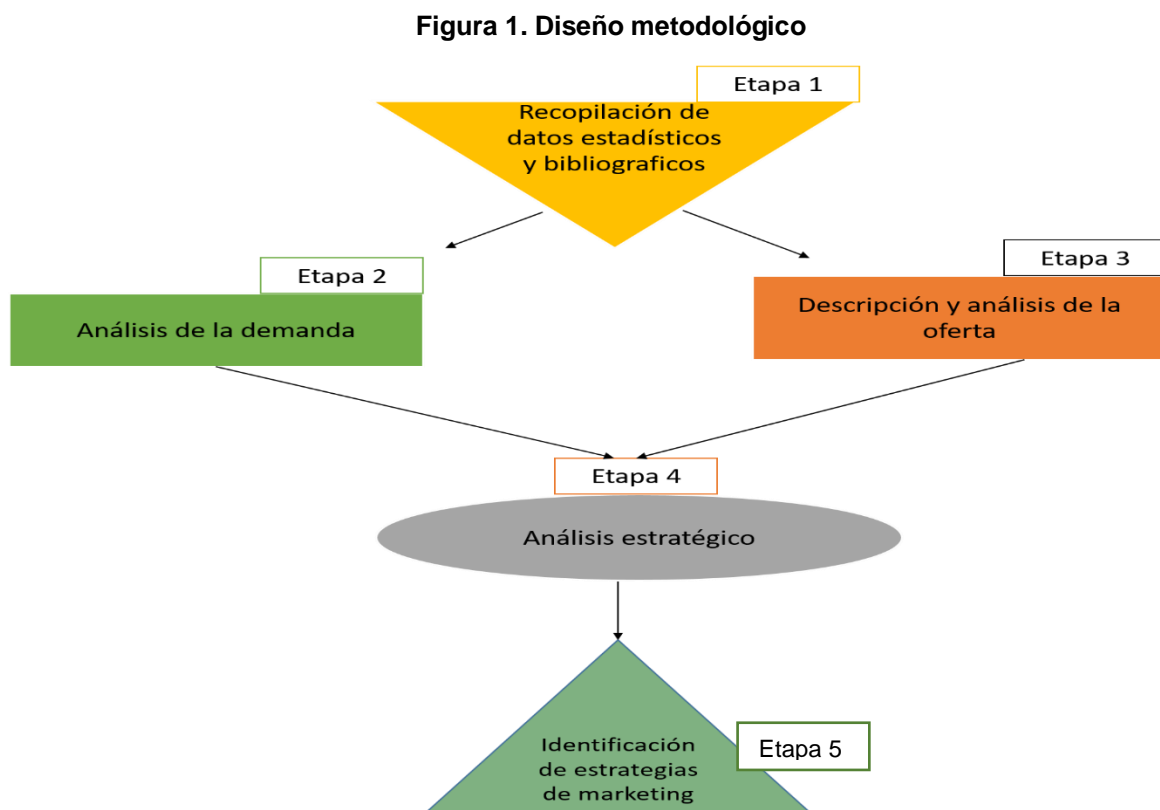 Figura 1. Diseño metodológico
Etapa 1
Recopilación de
datos estadísticos
y bibliograficos
Etapa 2
Análisis de la demanda
Etapa 3
Descripción y análisis de la
oferta
Etapa 4
Análisis estratégico
Etapa 5
Identificación
de estrategias
de marketing